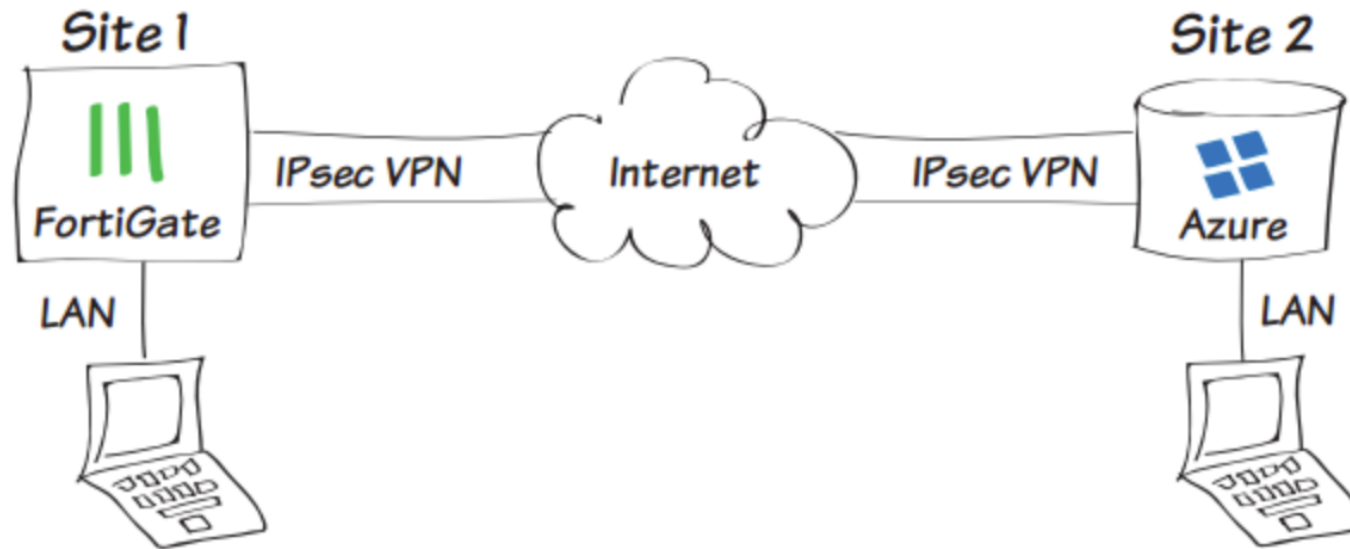 Site 1
Site 2
FortiGate
IPsec VPN
Internet
IPsec VPN
Azure
LAN
LAN